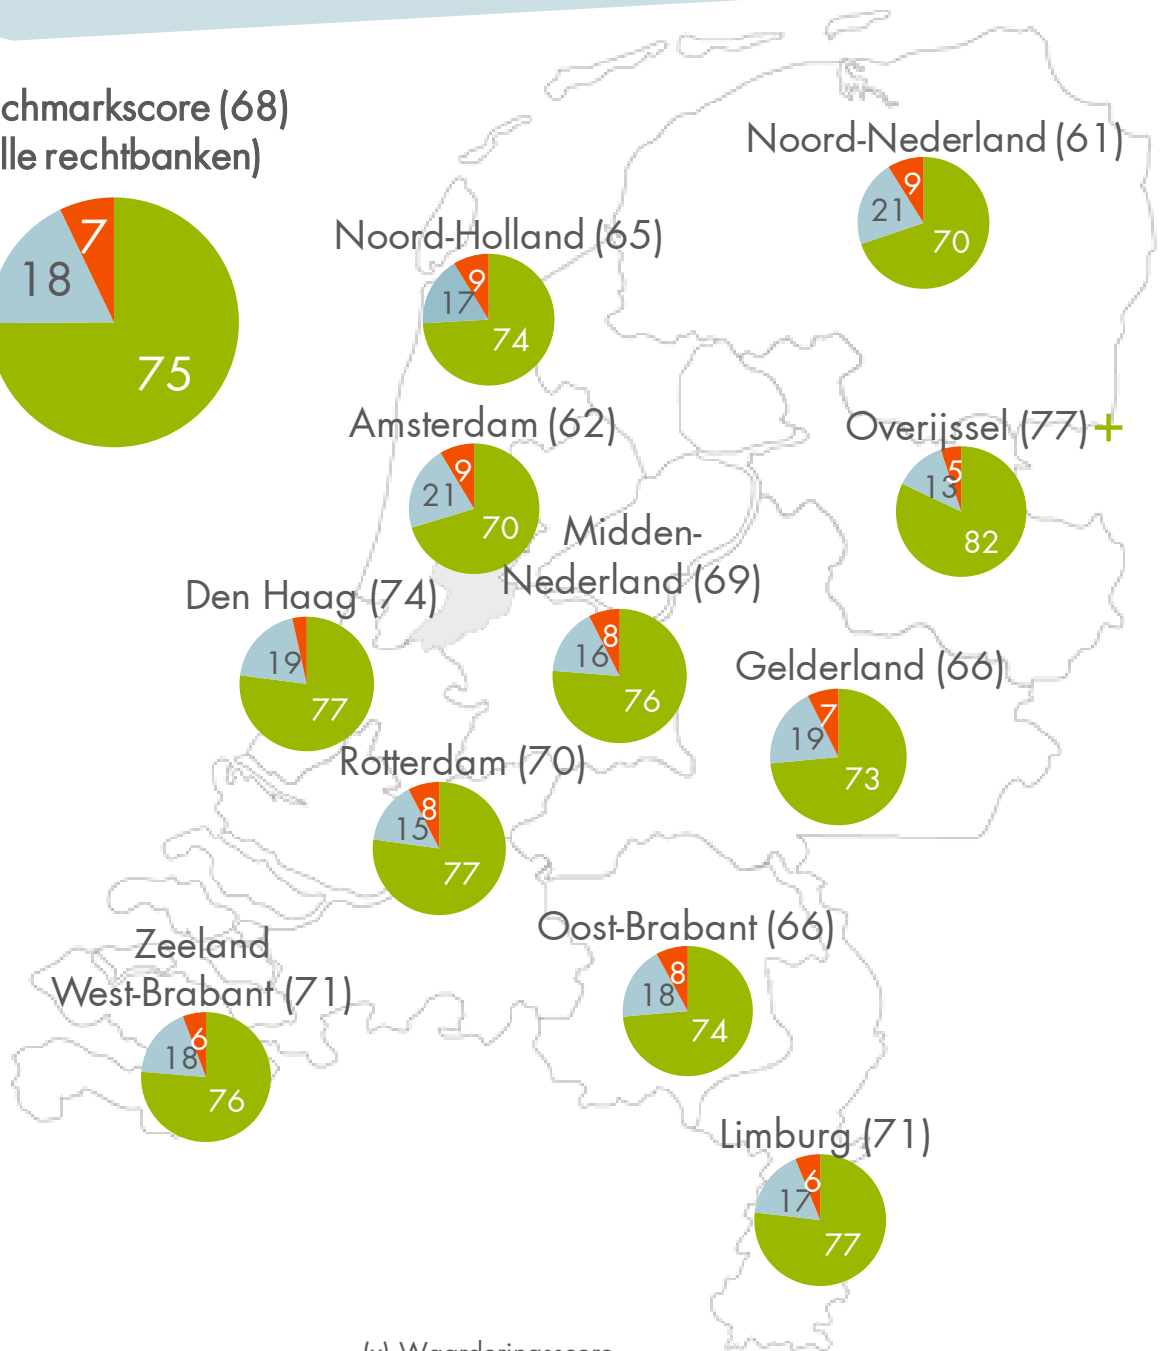 chmarkscore (68)
lle rechtbanken)
7
18
75
Noord-Nederland (61)
9
21
70
Noord-Holland (65)
9
17
74
Amsterdam (62)
9
21
70
Overijssel (77) +
5
13
82
Midden-
Nederland (69)
8
16
76
Den Haag (74)
19
77
Gelderland (66)
7
19
73
Rotterdam (70)
8
15
77
Oost-Brabant (66)
8
18
74
Zeeland
West-Brabant (71)
6
18
76
Limburg (71)
6
17
77
(x) Waarderingsscore